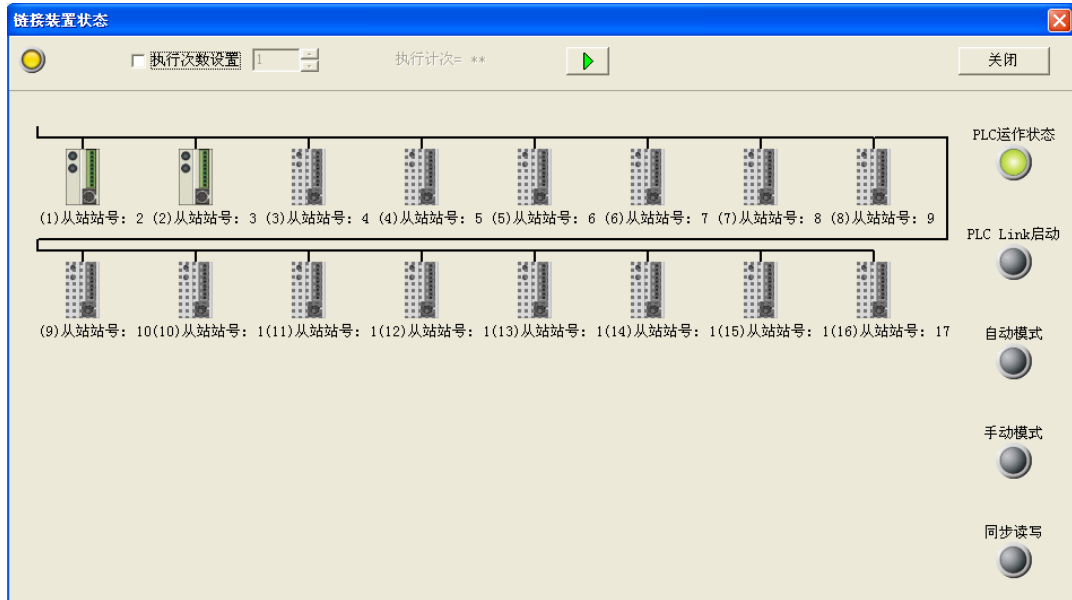 链接装置状态
执行次数设置 1 执行计次= ** 关闭
PLC运作状态
(1)从站站号: 2 (2)从站站号: 3 (3)从站站号: 4 (4)从站站号: 5 (5)从站站号: 6 (6)从站站号: 7 (7)从站站号: 8 (8)从站站号: 9
PLC Link启动
(9)从站站号: 10(10)从站站号: 1(11)从站站号: 1(12)从站站号: 1(13)从站站号: 1(14)从站站号: 1(15)从站站号: 1(16)从站站号: 17
自动模式
手动模式
同步读写